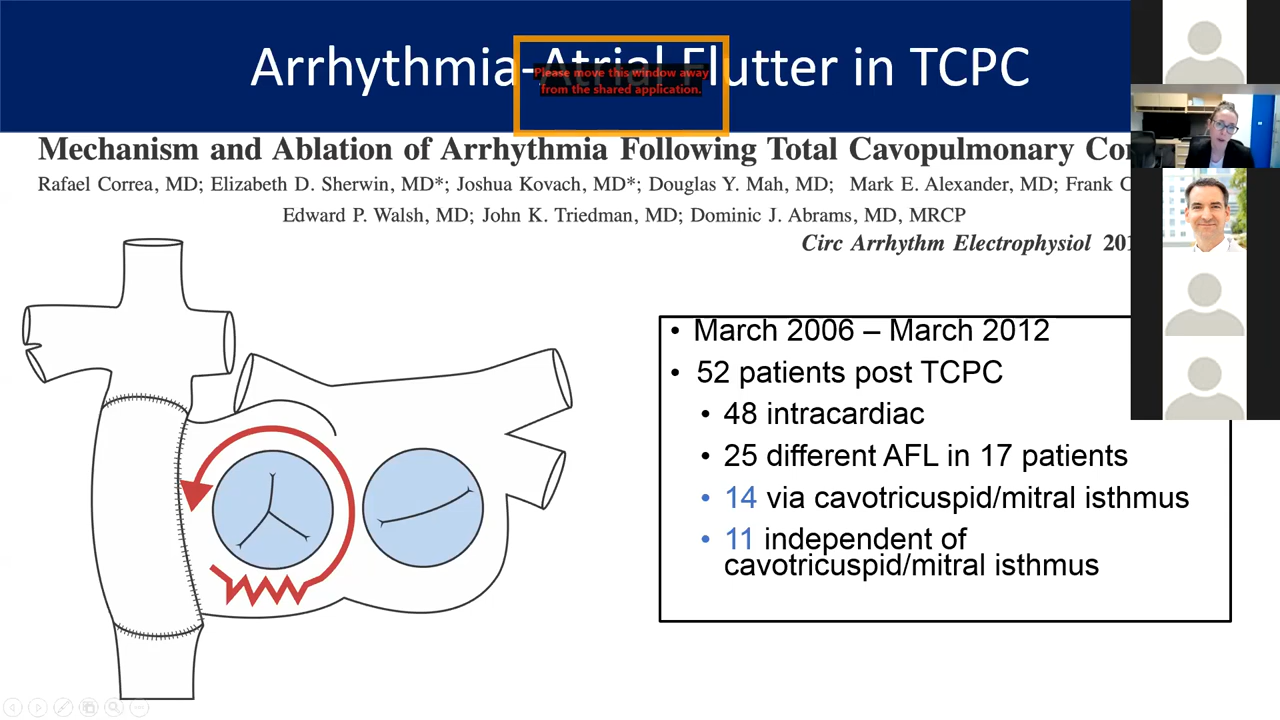 Arrhythmia-Atrial Flutter in TCPC
Please move this window away
from the shared application.
Mechanism and Ablation of Arrhythmia Following Total Cavopulmonary
Rafael Correa, MD; Elizabeth D. Sherwin, MD*; Joshua Kovach, MD*; Douglas Y. Mah, MD; Mark E. Alexander, MD; Frank
Edward P. Walsh, MD; John K. Triedman, MD; Dominic J. Abrams, MD, MRCP
Circ Arrhythm Electrophysiol
• March 2006 – March 2012
• 52 patients post TCPC
• 48 intracardiac
• 25 different AFL in 17 patients
• 14 via cavotricuspid/mitral isthmus
• 11 independent of
cavotricuspid/mitral isthmus